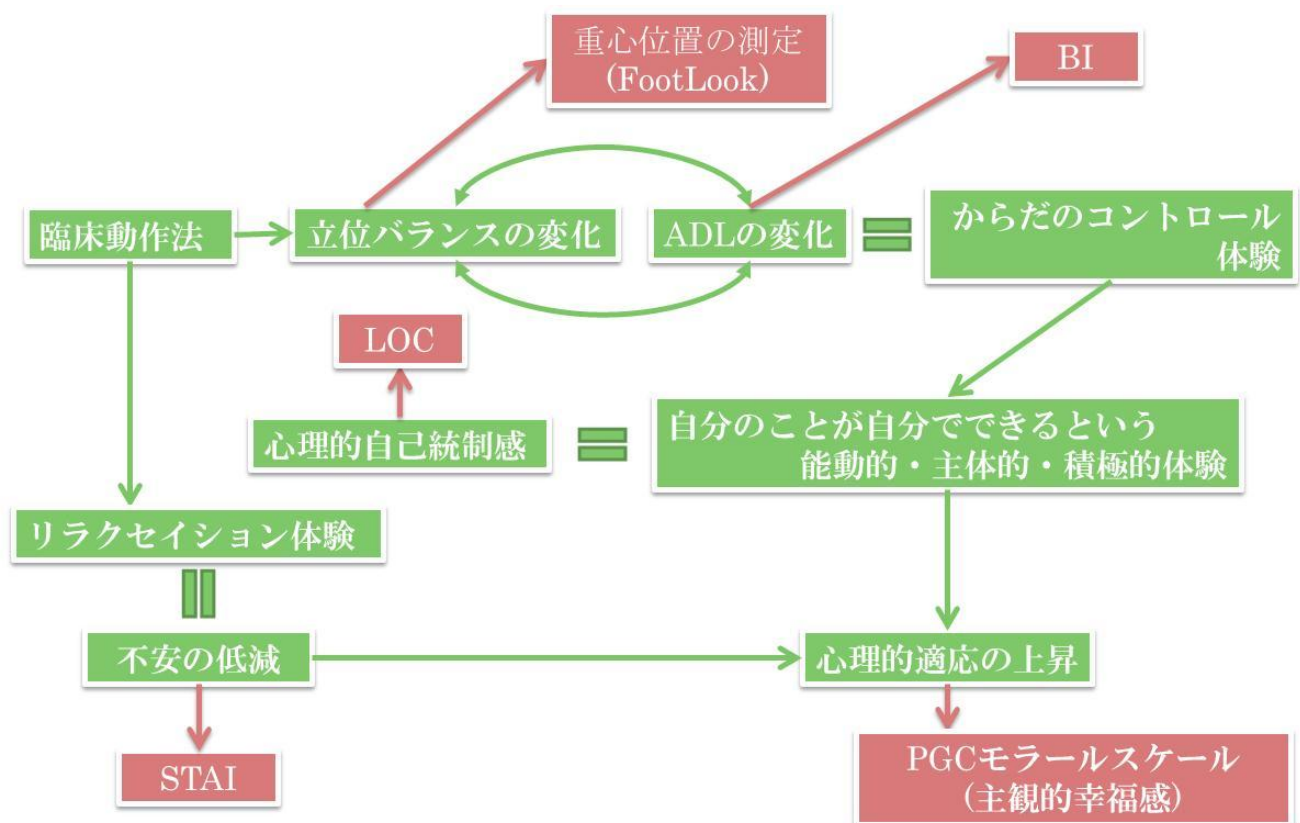 重心位置の測定
(FootLook)
BI
臨床動作法
立位バランスの変化
ADLの変化
からだのコントロール
体験
LOC
心理的自己統制感
自分のことが自分でできるという
能動的・主体的・積極的体験
リラクセイション体験
不安の低減
心理的適応の上昇
STAI
PGCモラールスケール
(主観的幸福感)